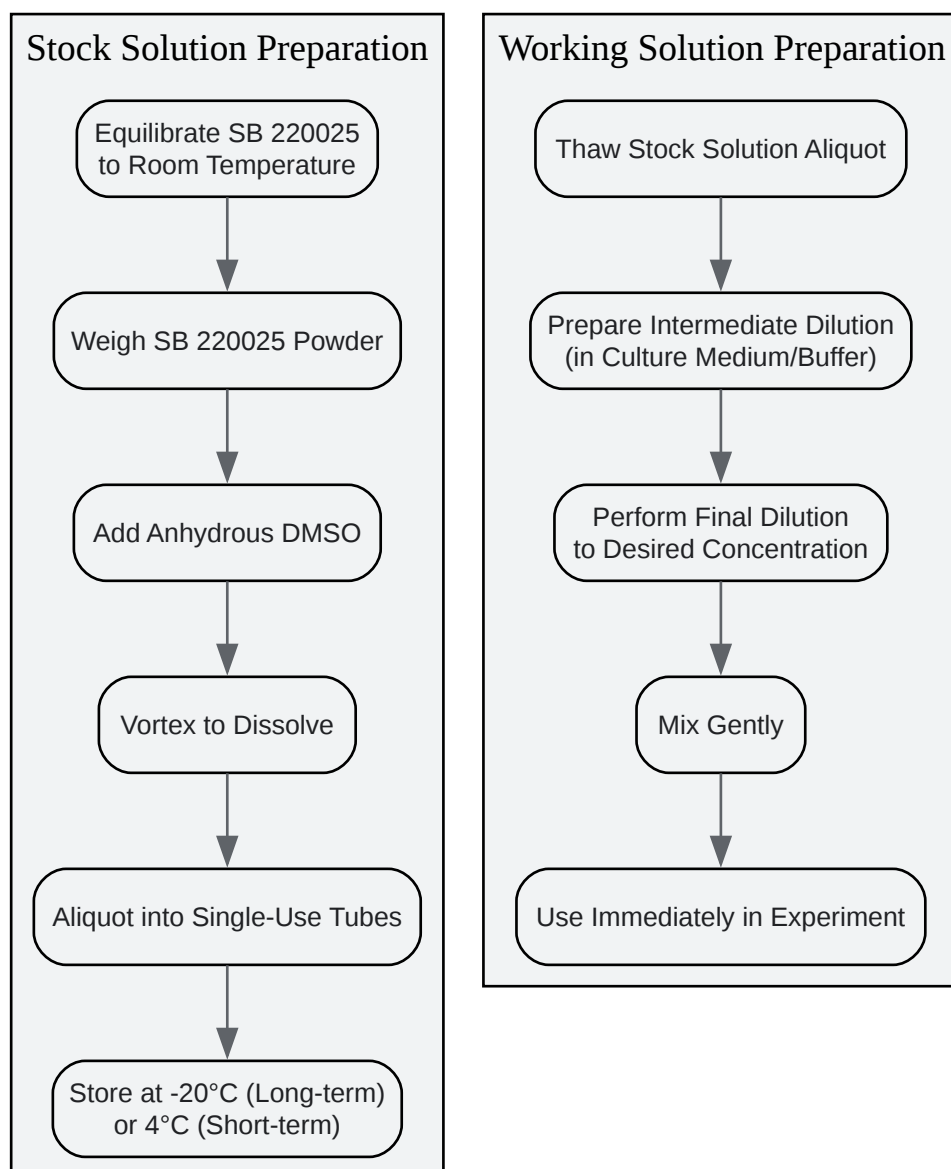 Stock Solution Preparation
Equilibrate SB 220025
to Room Temperature
Weigh SB 220025 Powder
Add Anhydrous DMSO
Vortex to Dissolve
Aliquot into Single-Use Tubes
Store at -20°C (Long-term)
or 4°C (Short-term)
Working Solution Preparation
Thaw Stock Solution Aliquot
Prepare Intermediate Dilution
(in Culture Medium/Buffer)
Perform Final Dilution
to Desired Concentration
Mix Gently
Use Immediately in Experiment